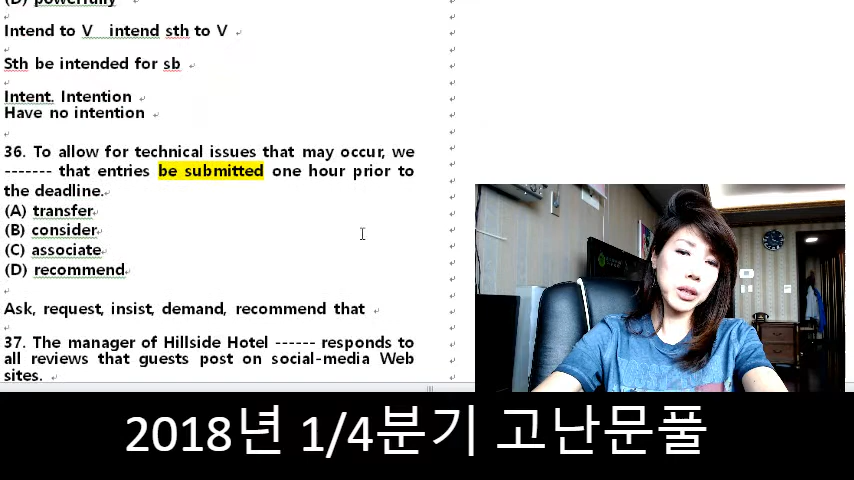 (D) powerfully
Intend to V intend sth to V
Sth be intended for sb
Intent. Intention
Have no intention
36. To allow for technical issues that may occur, we
------- that entries be submitted one hour prior to
the deadline.
(A) transfer
(B) consider
(C) associate
(D) recommend
Ask, request, insist, demand, recommend that
37. The manager of Hillside Hotel ------ responds to
all reviews that guests post on social-media Web
sites.
2018년 1/4분기 고난문풀